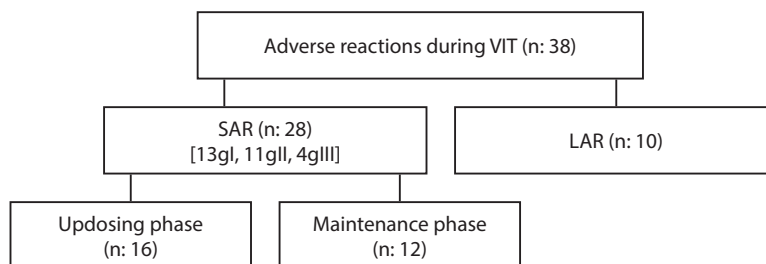 Adverse reactions during VIT (n: 38)
SAR (n: 28)
[13gI, 11gII, 4gIII]
LAR (n: 10)
Updosing phase
(n: 16)
Maintenance phase
(n: 12)